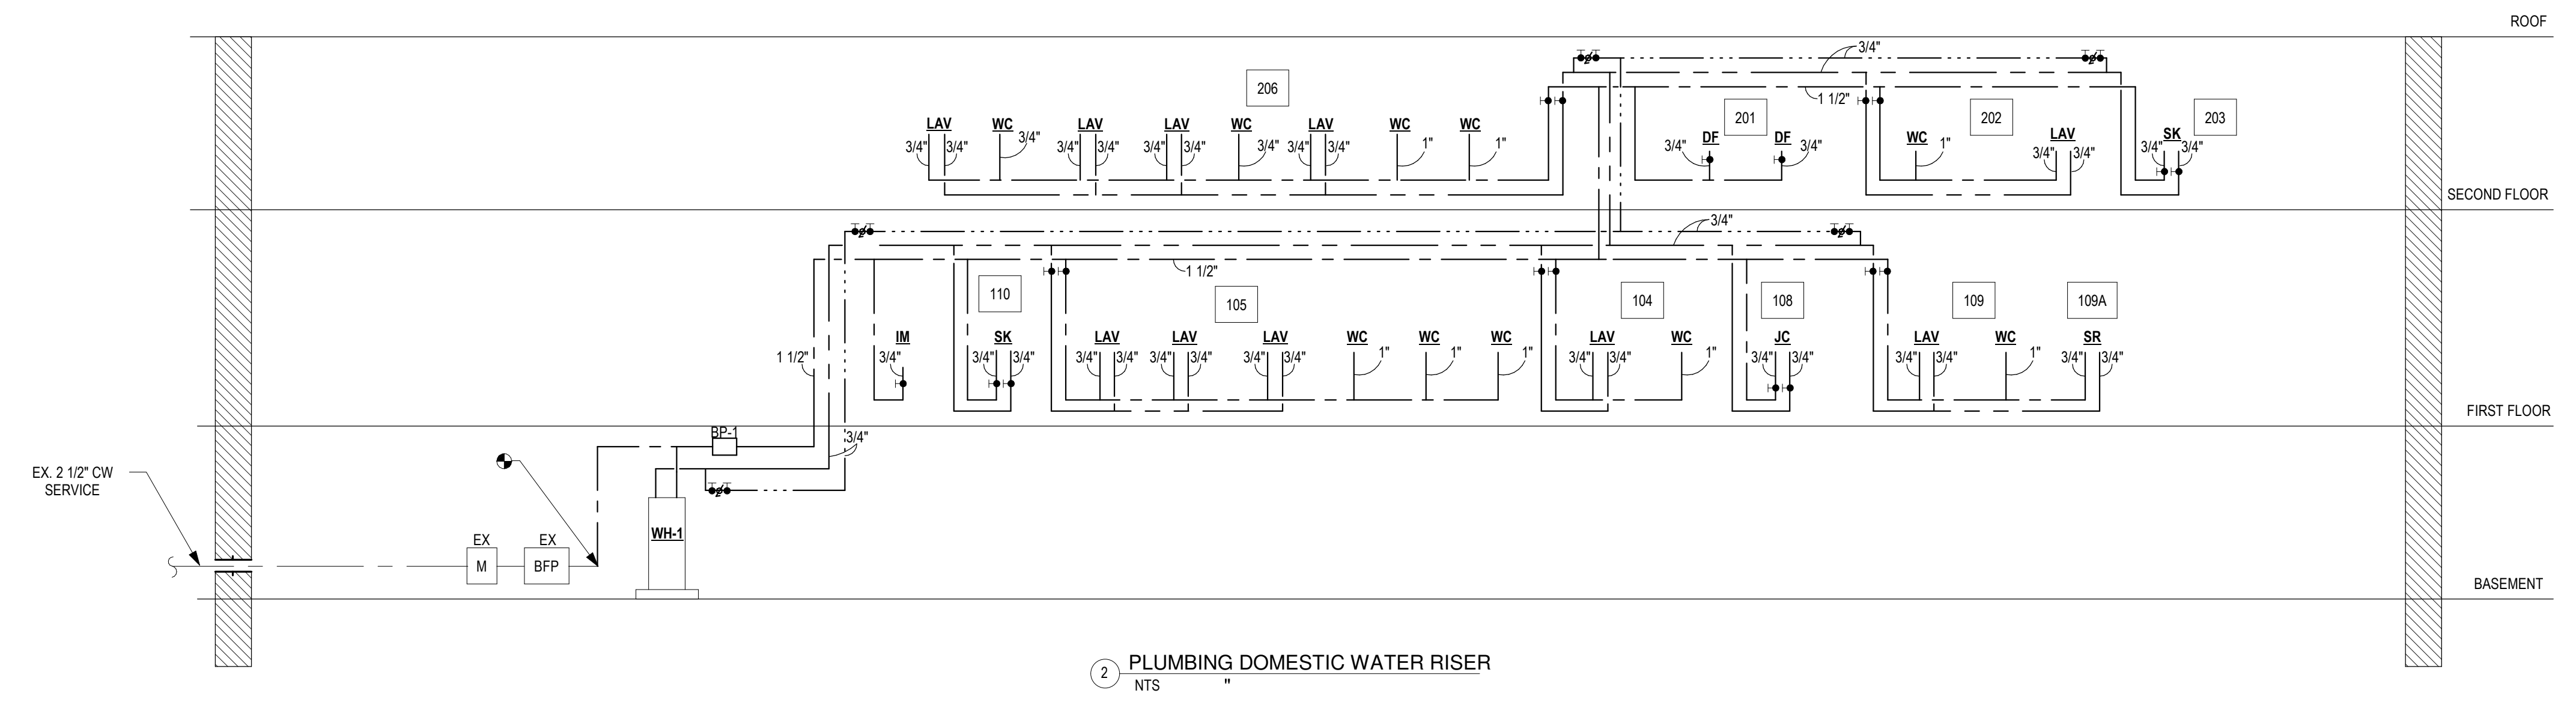 ROOF
3/4"
206
1 1/2"
201
202
203
LAV
WC
LAV
LAV
WC
LAV
WC
WC
DF
DF
WC
LAV
SK
3/4"
3/4"
3/4"
3/4"
3/4"
3/4"
3/4"
3/4"
3/4"
3/4"
1"
1"
3/4"
3/4"
1"
3/4"
3/4"
3/4"
3/4"
SECOND FLOOR
3/4"
1 1/2"
110
105
104
108
109
109A
IM
SK
LAV
LAV
LAV
WC
WC
WC
LAV
WC
JC
LAV
WC
SR
1 1/2"
3/4"
3/4"
3/4"
3/4"
3/4"
3/4"
3/4"
3/4"
3/4"
1"
1"
1"
3/4"
3/4"
1"
3/4"
3/4"
3/4"
3/4"
1"
3/4"
3/4"
FIRST FLOOR
BP-1
3/4"
EX. 2 1/2" CW
SERVICE
WH-1
EX
EX
M
BFP
BASEMENT
2
PLUMBING DOMESTIC WATER RISER
NTS "